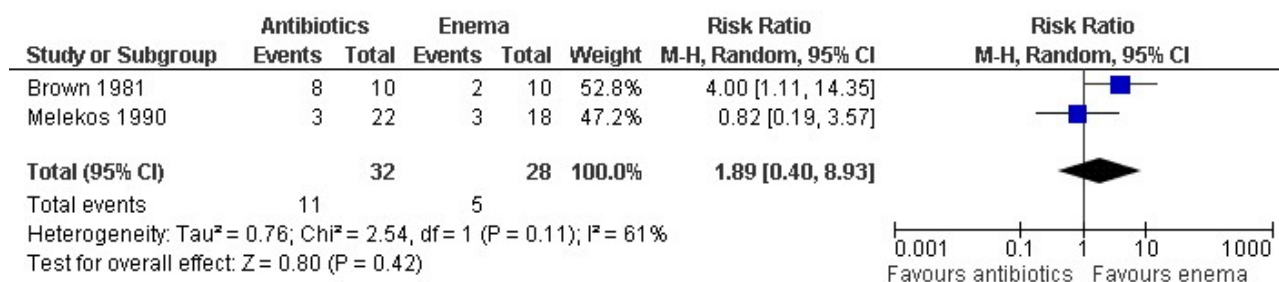 Antibiotics Enema Risk Ratio Risk Ratio
Study or Subgroup Events Total Events Total Weight M-H, Random, 95% CI M-H, Random, 95% CI
Brown 1981 8 10 2 10 52.8% 4.00 [1.11, 14.35]
Melekos 1990 3 22 3 18 47.2% 0.82 [0.19, 3.57]
Total (95% CI) 32 28 100.0% 1.89 [0.40, 8.93]
Total events 11 5
Heterogeneity: Tau² = 0.76; Chi² = 2.54, df = 1 (P = 0.11); I² = 61%
Test for overall effect: Z = 0.80 (P = 0.42)
0.001 0.1 1 10 1000
Favours antibiotics Favours enema